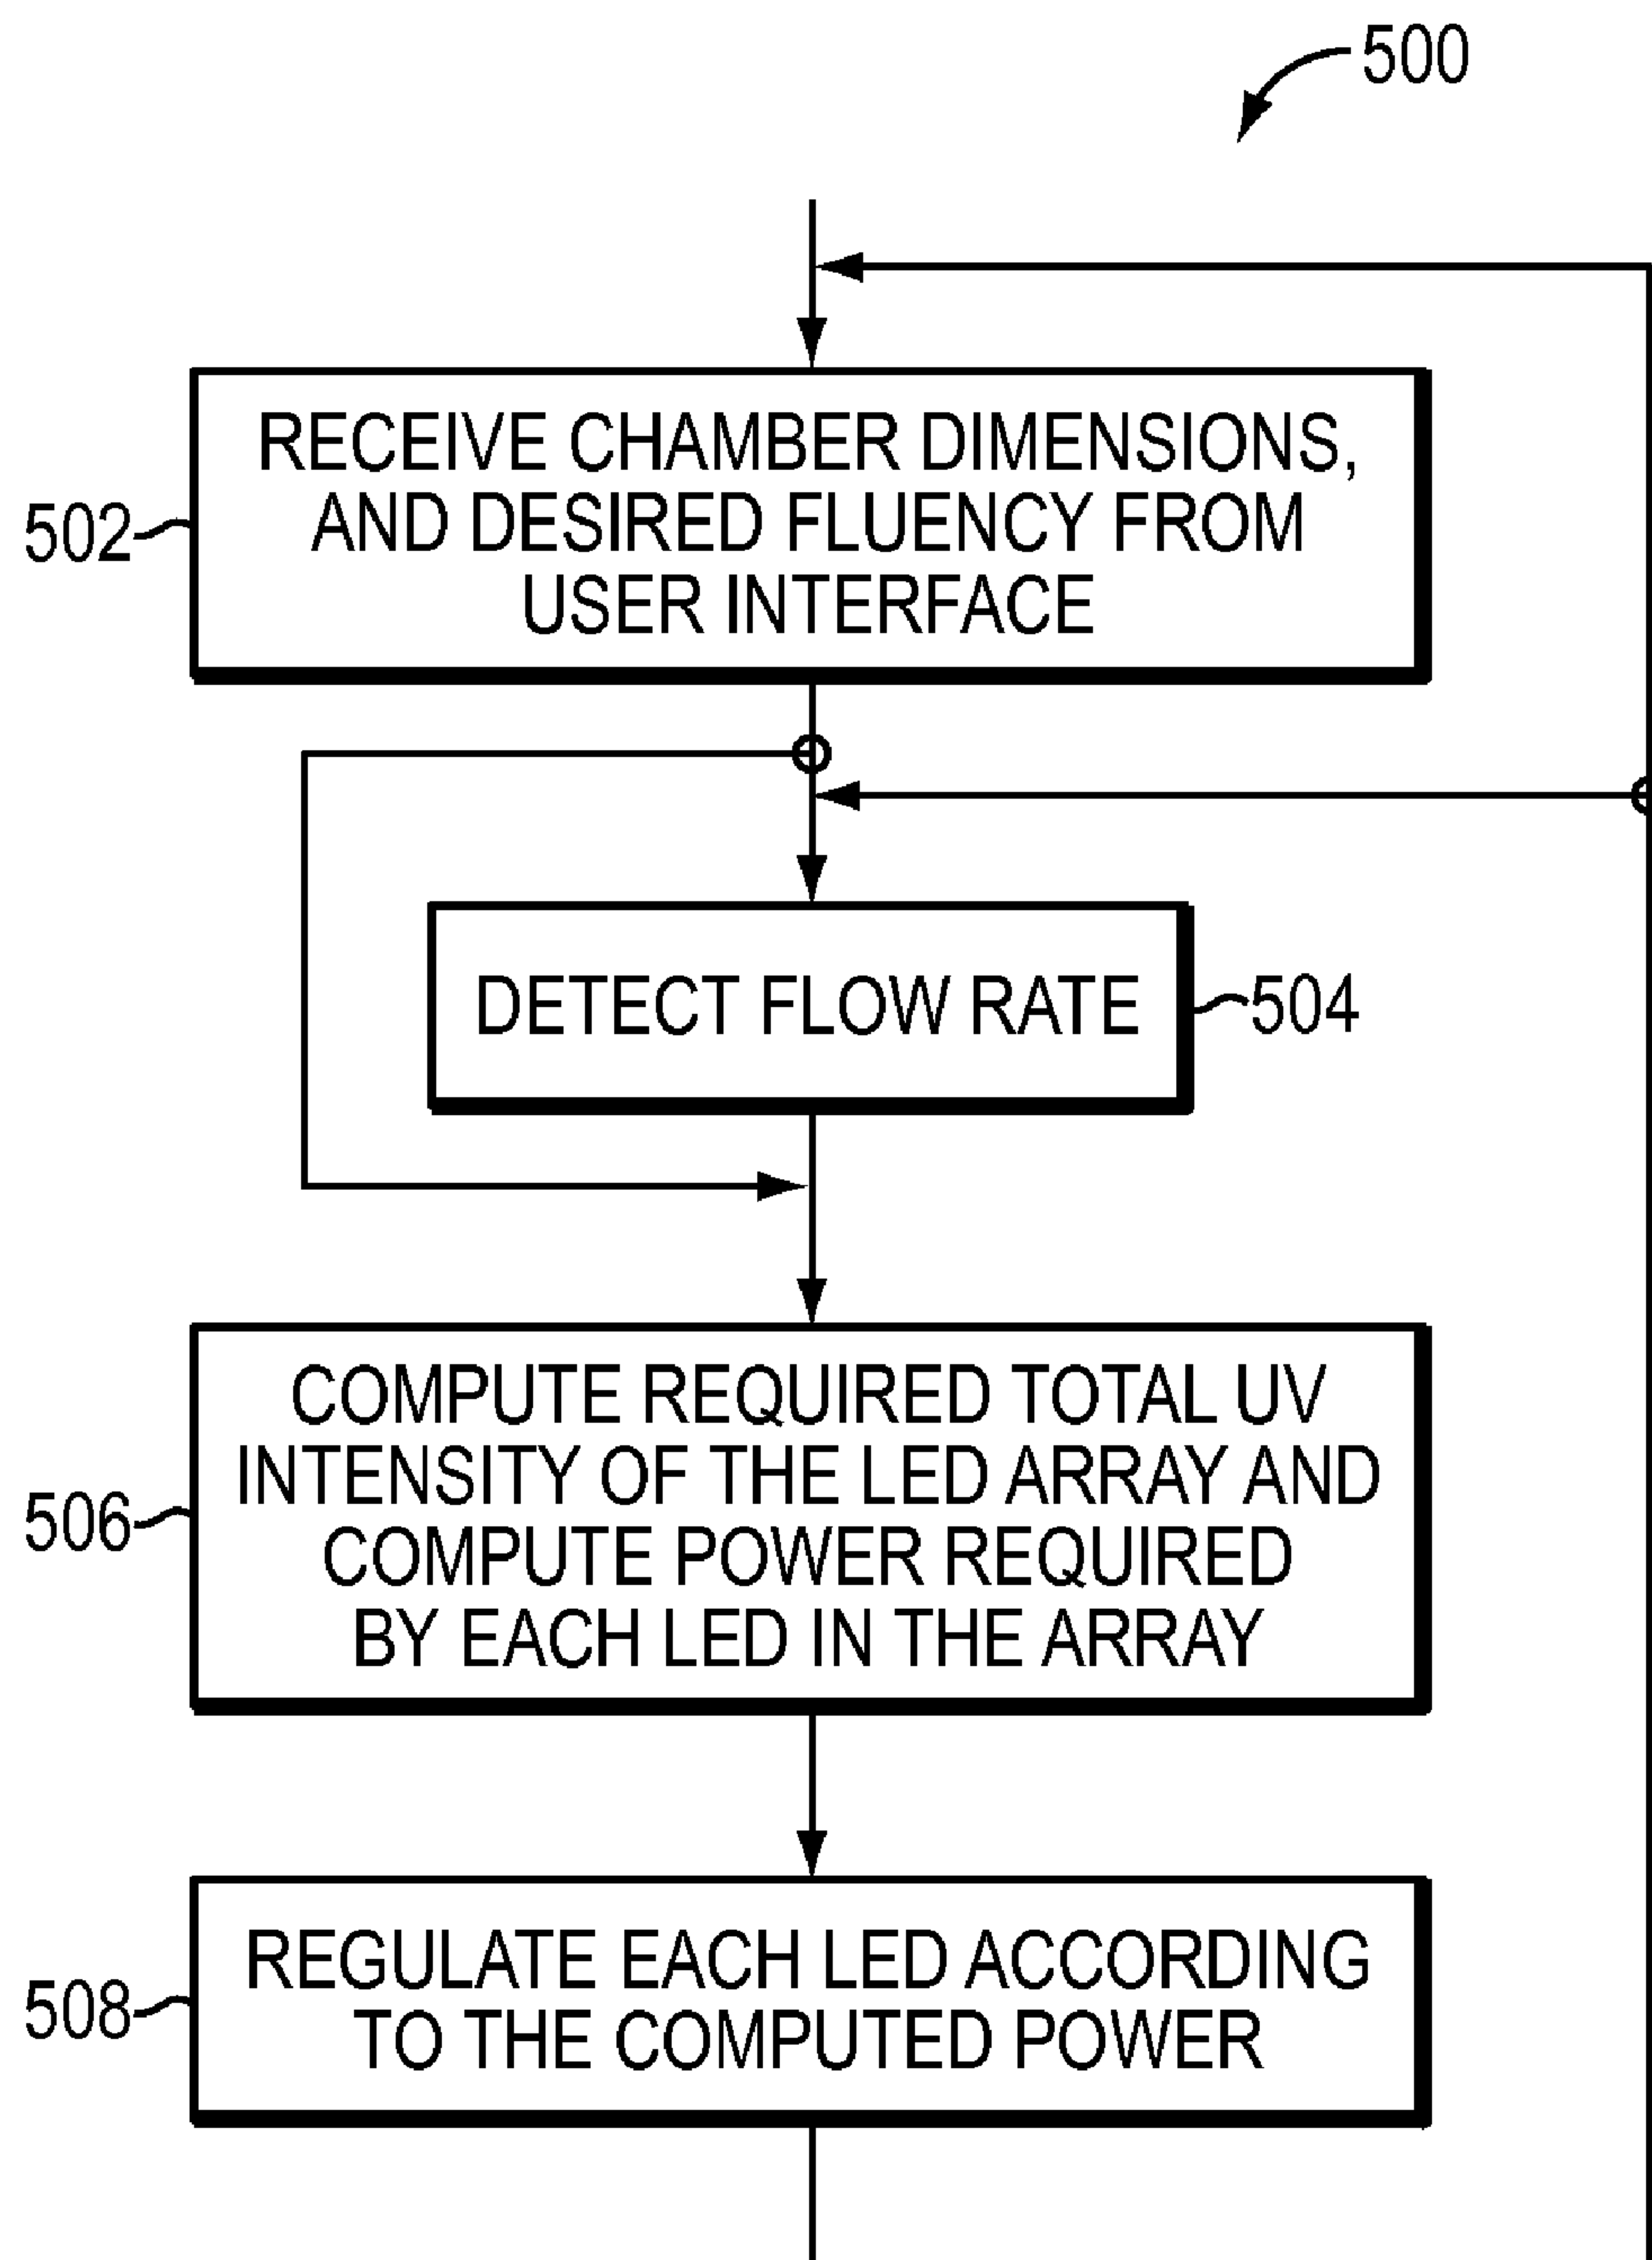 500
RECEIVE CHAMBER DIMENSIONS,
AND DESIRED FLUENCY FROM
USER INTERFACE
502
DETECT FLOW RATE
504
COMPUTE REQUIRED TOTAL UV
INTENSITY OF THE LED ARRAY AND
COMPUTE POWER REQUIRED
BY EACH LED IN THE ARRAY
506
REGULATE EACH LED ACCORDING
TO THE COMPUTED POWER
508